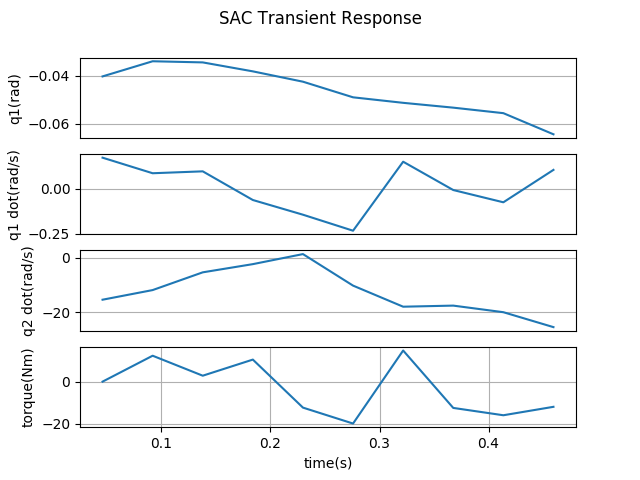 SAC Transient Response
q1(rad)
−0.04
−0.06
q1 dot(rad/s)
0.00
−0.25
q2 dot(rad/s)
0
−20
torque(Nm)
0
−20
0.1 0.2 0.3 0.4
time(s)